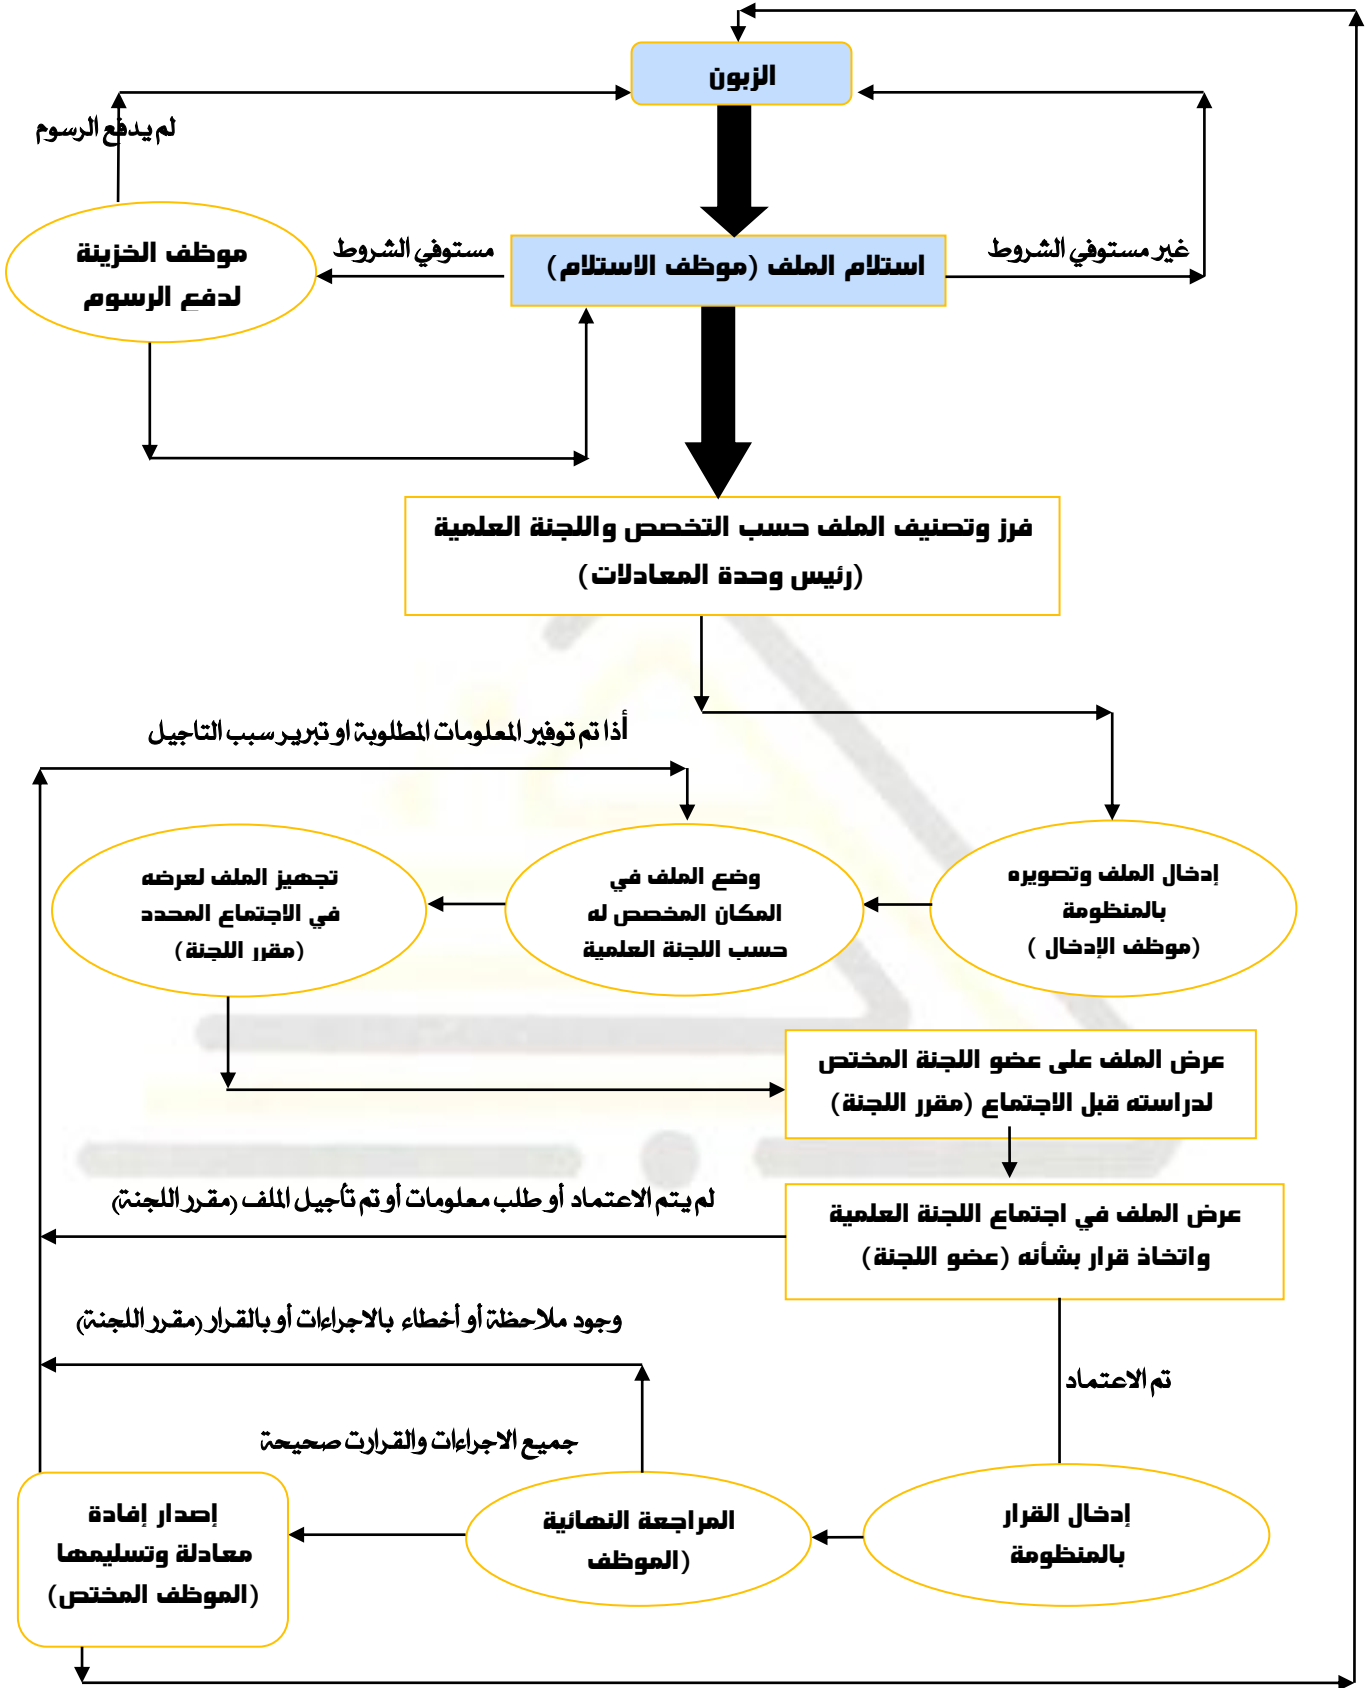 الزبون
لم يدفع الرسوم
غير مستوفي الشروط
استلام الملف (موظف الاستلام)
مستوفي الشروط
موظف الخزينة
لدفع الرسوم
فرز وتصنيف الملف حسب التخصص واللجنة العلمية
(رئيس وحدة المعادلات)
أذا تم توفير المعلومات المطلوبة او تبرير سبب التاجيل
إدخال الملف وتصويره
بالمنظومة
(موظف الإدخال )
وضع الملف في
المكان المخصص له
حسب اللجنة العلمية
تجهيز الملف لعرضه
في الاجتماع المحدد
(مقرر اللجنة)
عرض الملف على عضو اللجنة المختص
لدراسته قبل الاجتماع (مقرر اللجنة)
عرض الملف في اجتماع اللجنة العلمية
واتخاذ قرار بشأنه (عضو اللجنة)
لم يتم الاعتماد أو طلب معلومات أو تم تأجيل الملف (مقرر اللجنة)
وجود ملاحظة أو أخطاء بالاجراءات أو بالقرار (مقرر اللجنة)
تم الاعتماد
جميع الاجراءات والقرارت صحيحة
إدخال القرار
بالمنظومة
المراجعة النهائية
(الموظف
إصدار إفادة
معادلة وتسليمها
(الموظف المختص)